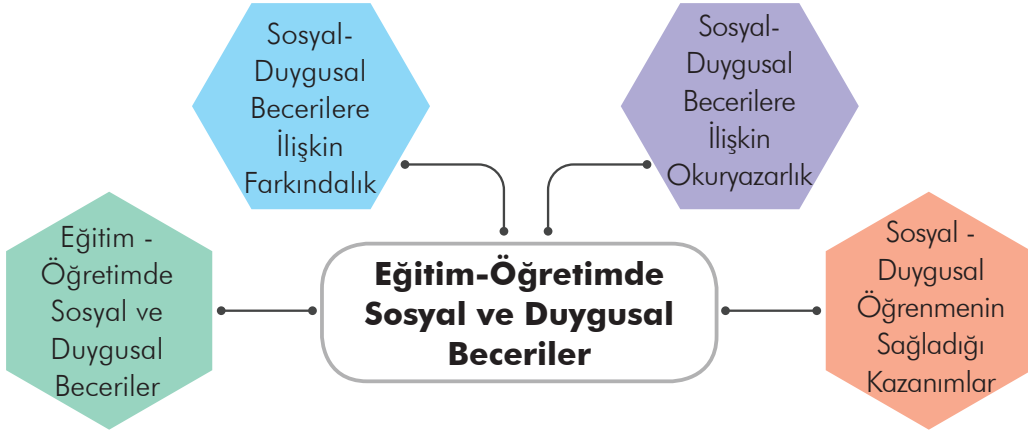 Sosyal-
Duygusal
Becerilere
İlişkin
Farkındalık
Sosyal-
Duygusal
Becerilere
İlişkin
Okuryazarlık
Eğitim -
Öğretimde
Sosyal ve
Duygusal
Beceriler
Eğitim-Öğretimde
Sosyal ve Duygusal
Beceriler
Sosyal -
Duygusal
Öğrenmenin
Sağladığı
Kazanımlar